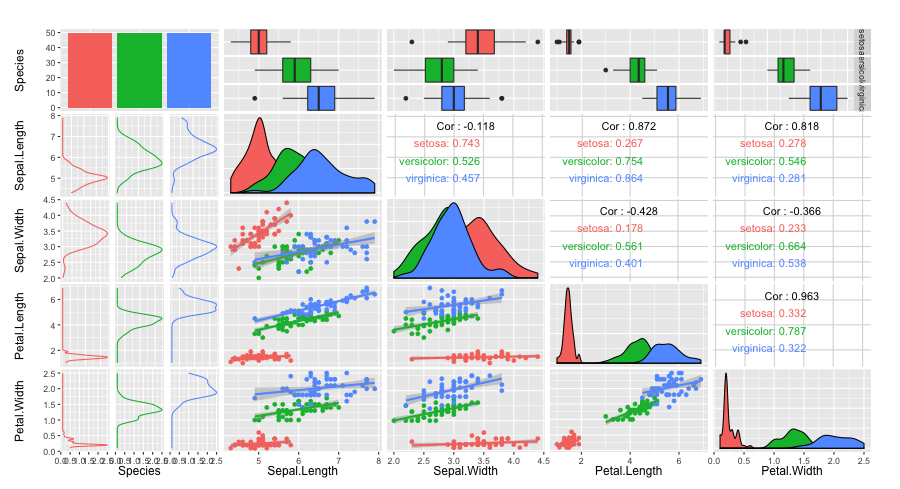 Species
50
40
30
20
10
0
setosa
versicolor
virginica
Sepal.Length
8
7
6
5
Cor : -0.118
setosa: 0.743
versicolor: 0.526
virginica: 0.457
Cor : 0.872
setosa: 0.267
versicolor: 0.754
virginica: 0.864
Cor : 0.818
setosa: 0.278
versicolor: 0.546
virginica: 0.281
Sepal.Width
4.5
4.0
3.5
3.0
2.5
2.0
Cor : -0.428
setosa: 0.178
versicolor: 0.561
virginica: 0.401
Cor : -0.366
setosa: 0.233
versicolor: 0.664
virginica: 0.538
Petal.Length
6
4
2
Cor : 0.963
setosa: 0.332
versicolor: 0.787
virginica: 0.322
Petal.Width
2.5
2.0
1.5
1.0
0.5
0.0
5 6 7 8
2.0 2.5 3.0 3.5 4.0 4.5
2 4 6
0.0 0.5 1.0 1.5 2.0 2.5
Species Sepal.Length Sepal.Width Petal.Length Petal.Width